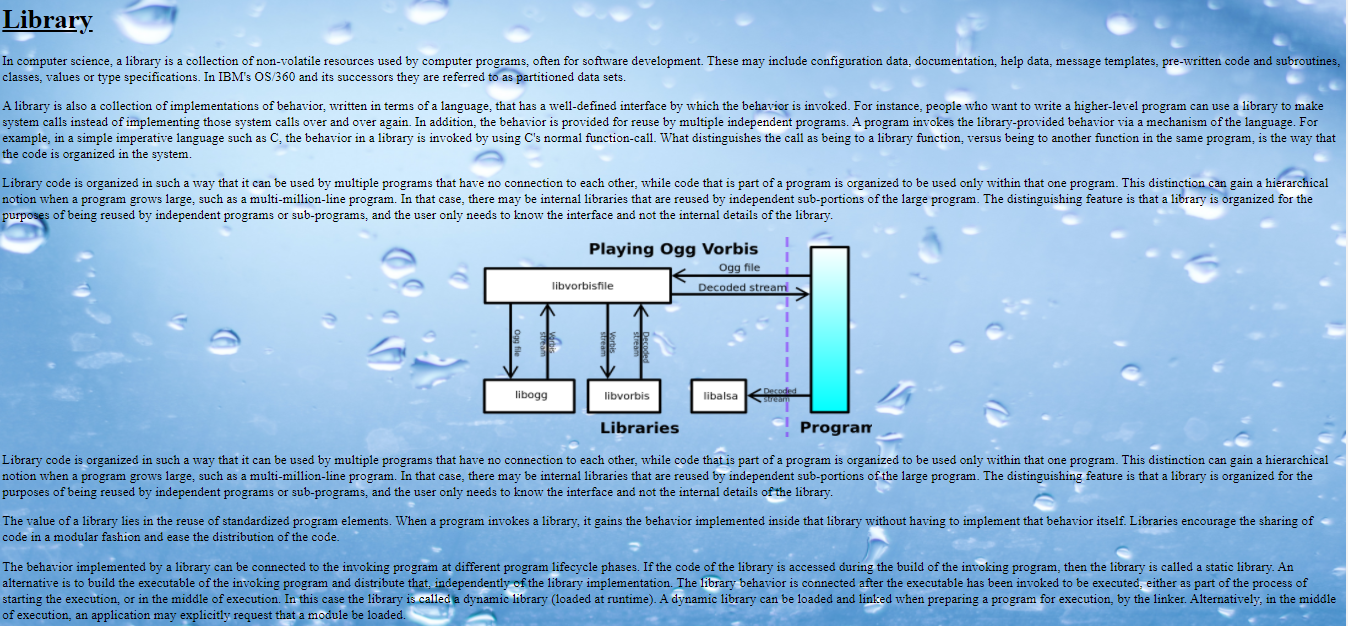 Library
In computer science, a library is a collection of non-volatile resources used by computer programs, often for software development. These may include configuration data, documentation, help data, message templates, pre-written code and subroutines,
classes, values or type specifications. In IBM's OS/360 and its successors they are referred to as partitioned data sets.
A library is also a collection of implementations of behavior, written in terms of a language, that has a well-defined interface by which the behavior is invoked. For instance, people who want to write a higher-level program can use a library to make
system calls instead of implementing those system calls over and over again. In addition, the behavior is provided for reuse by multiple independent programs. A program invokes the library-provided behavior via a mechanism of the language. For
example, in a simple imperative language such as C, the behavior in a library is invoked by using C's normal function-call. What distinguishes the call as being to a library function, versus being to another function in the same program, is the way that
the code is organized in the system.
Library code is organized in such a way that it can be used by multiple programs that have no connection to each other, while code that is part of a program is organized to be used only within that one program. This distinction can gain a hierarchical
notion when a program grows large, such as a multi-million-line program. In that case, there may be internal libraries that are reused by independent sub-portions of the large program. The distinguishing feature is that a library is organized for the
purposes of being reused by independent programs or sub-programs, and the user only needs to know the interface and not the internal details of the library.
Playing Ogg Vorbis
Ogg file
libvorbisfile
Decoded stream
Ogg file
Vorbis
stream
Vorbis
stream
Decoded
stream
libogg
libvorbis
libalsa
Decoded
stream
Libraries
Program
Library code is organized in such a way that it can be used by multiple programs that have no connection to each other, while code that is part of a program is organized to be used only within that one program. This distinction can gain a hierarchical
notion when a program grows large, such as a multi-million-line program. In that case, there may be internal libraries that are reused by independent sub-portions of the large program. The distinguishing feature is that a library is organized for the
purposes of being reused by independent programs or sub-programs, and the user only needs to know the interface and not the internal details of the library.
The value of a library lies in the reuse of standardized program elements. When a program invokes a library, it gains the behavior implemented inside that library without having to implement that behavior itself. Libraries encourage the sharing of
code in a modular fashion and ease the distribution of the code.
The behavior implemented by a library can be connected to the invoking program at different program lifecycle phases. If the code of the library is accessed during the build of the invoking program, then the library is called a static library. An
alternative is to build the executable of the invoking program and distribute that, independently of the library implementation. The library behavior is connected after the executable has been invoked to be executed, either as part of the process of
starting the execution, or in the middle of execution. In this case the library is called a dynamic library (loaded at runtime). A dynamic library can be loaded and linked when preparing a program for execution, by the linker. Alternatively, in the middle
of execution, an application may explicitly request that a module be loaded.